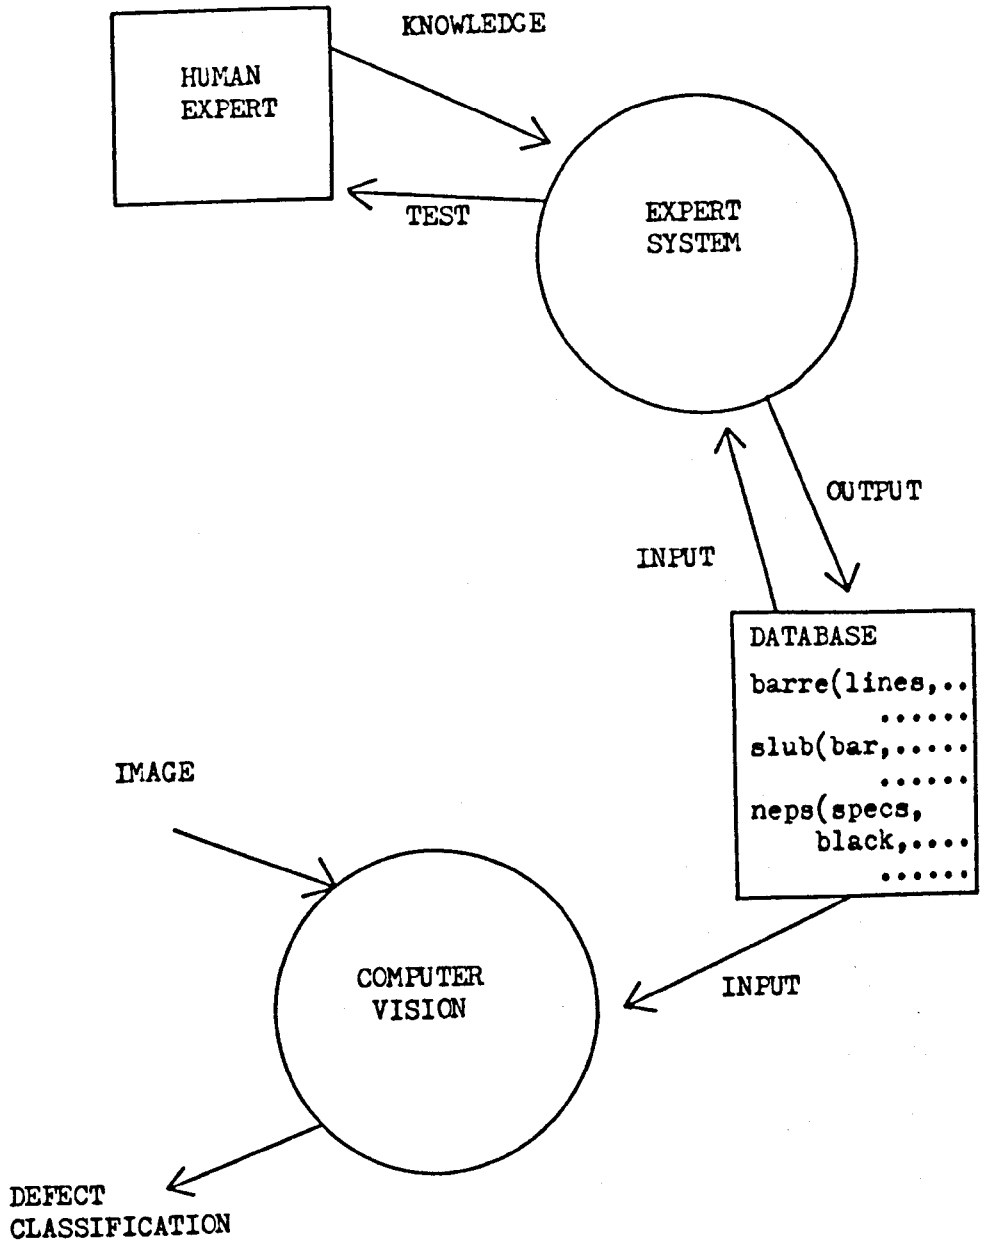 KNOWLEDGE
HUMAN
EXPERT
TEST
EXPERT
SYSTEM
OUTPUT
INPUT
DATABASE
barre(lines,..
......
slub(bar,.....
......
neps(specs,
black,....
......
IMAGE
COMPUTER
VISION
INPUT
DEFECT
CLASSIFICATION